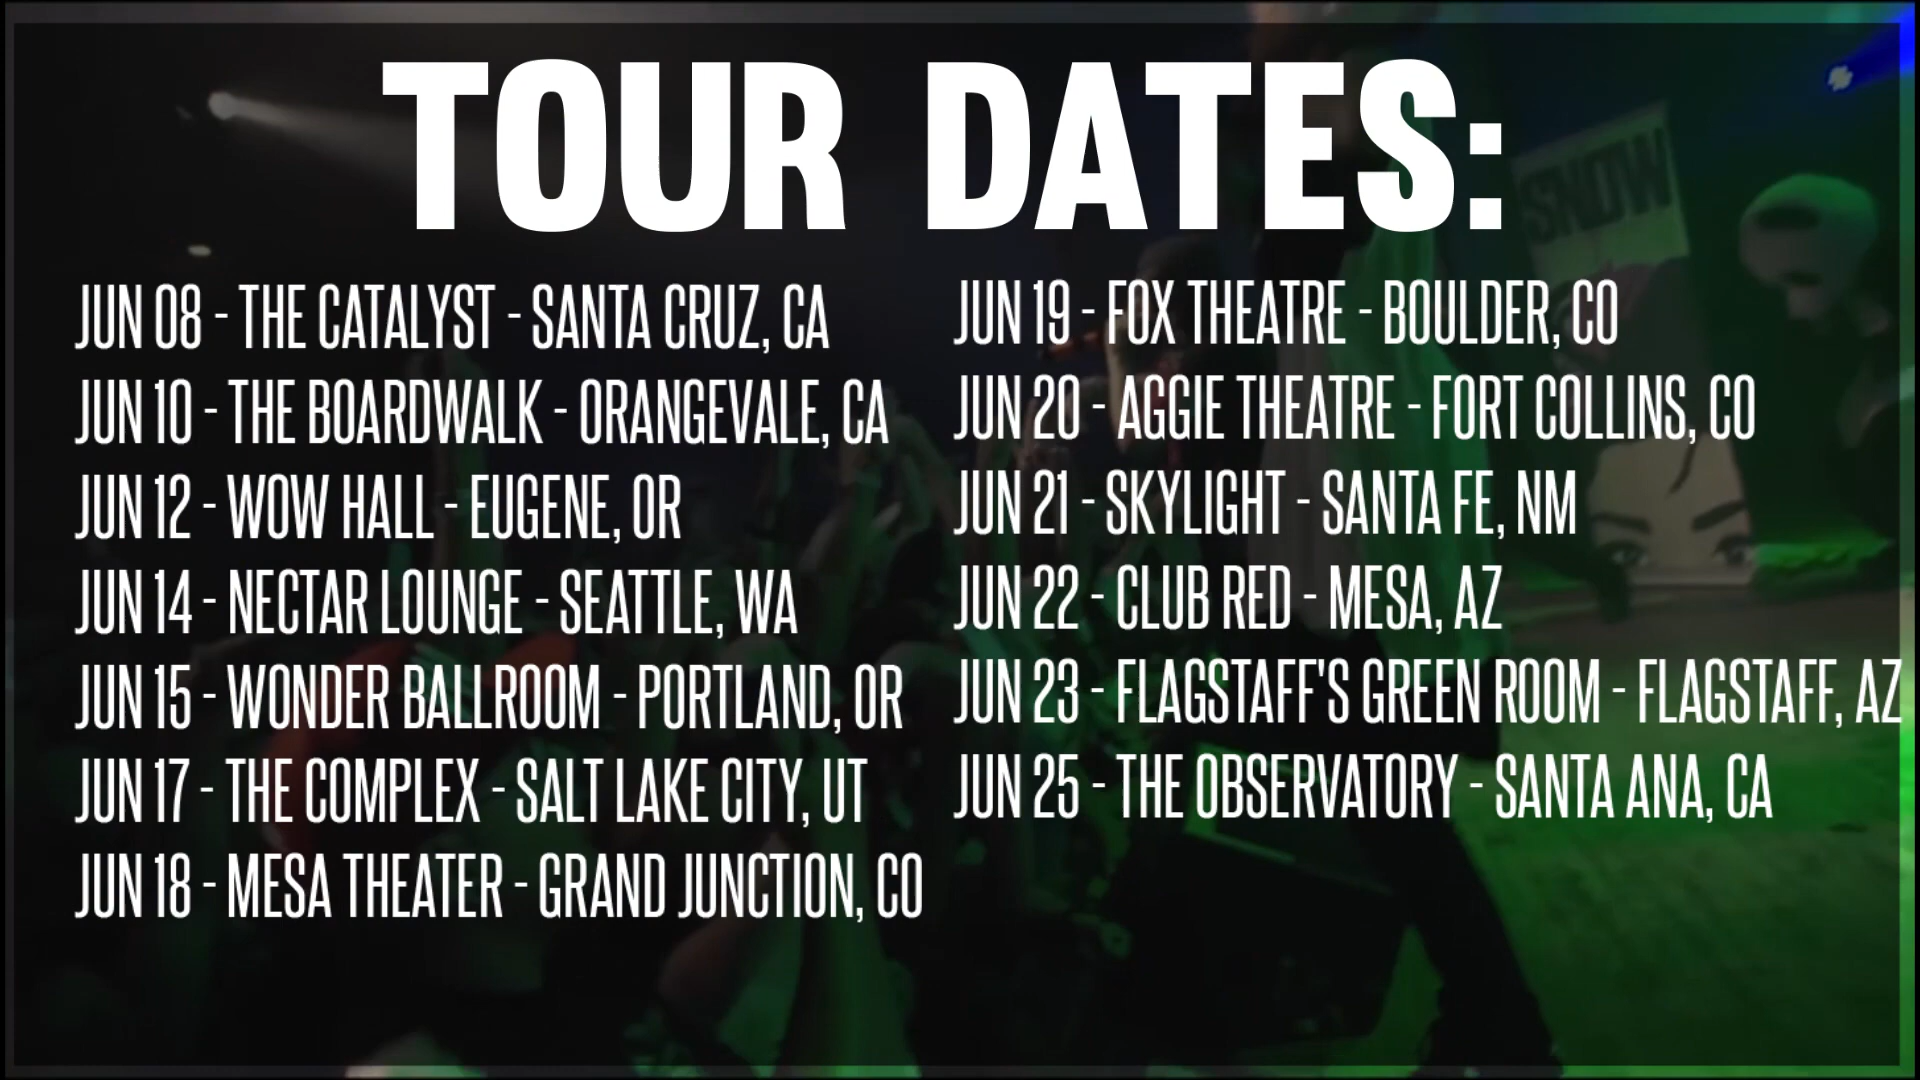 TOUR DATES:
JUN 08 - THE CATALYST - SANTA CRUZ, CA
JUN 10 - THE BOARDWALK - ORANGEVALE, CA
JUN 12 - WOW HALL - EUGENE, OR
JUN 14 - NECTAR LOUNGE - SEATTLE, WA
JUN 15 - WONDER BALLROOM - PORTLAND, OR
JUN 17 - THE COMPLEX - SALT LAKE CITY, UT
JUN 18 - MESA THEATER - GRAND JUNCTION, CO
JUN 19 - FOX THEATRE - BOULDER, CO
JUN 20 - AGGIE THEATRE - FORT COLLINS, CO
JUN 21 - SKYLIGHT - SANTA FE, NM
JUN 22 - CLUB RED - MESA, AZ
JUN 23 - FLAGSTAFF'S GREEN ROOM - FLAGSTAFF, AZ
JUN 25 - THE OBSERVATORY - SANTA ANA, CA
SNOW